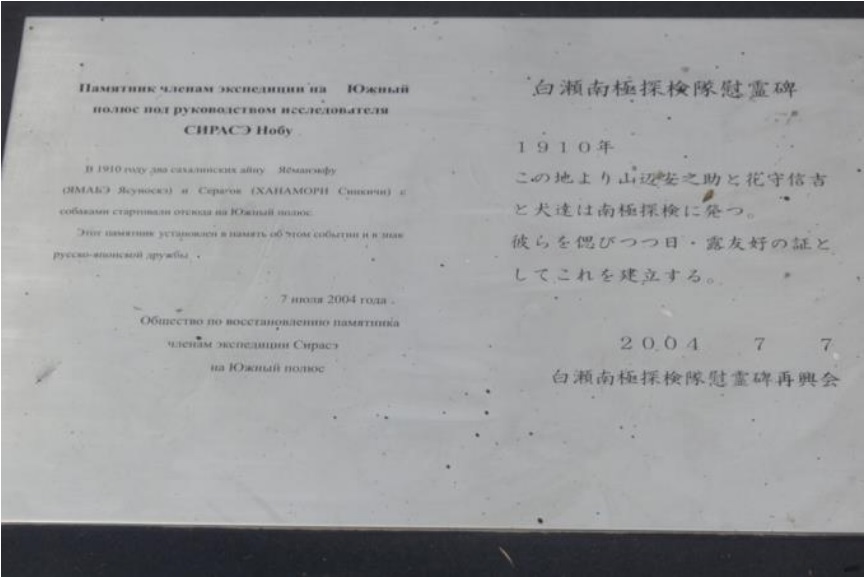 Памятник членам экспедиции на Южный
полюс под руководством исследователя
СИРАСЭ Нобу
В 1910 году два сахалинских айну Яёманэкфу
(ЯМАБЭ Ясуноскэ) и Серагов (ХАНАМОРИ Синкичи) с
собаками стартовали отсюда на Южный полюс.
Этот памятник установлен в память об этом событии и в знак
русско-японской дружбы.
7 июля 2004 года.
Общество по восстановлению памятника
членам экспедиции Сирасэ
на Южный полюс
白瀬南極探検隊慰霊碑
1910年
この地より山辺安之助と花守信吉
と犬達は南極探検に発つ。
彼らを偲びつつ日・露友好の証と
してこれを建立する。
2004 7 7
白瀬南極探検隊慰霊碑再興会